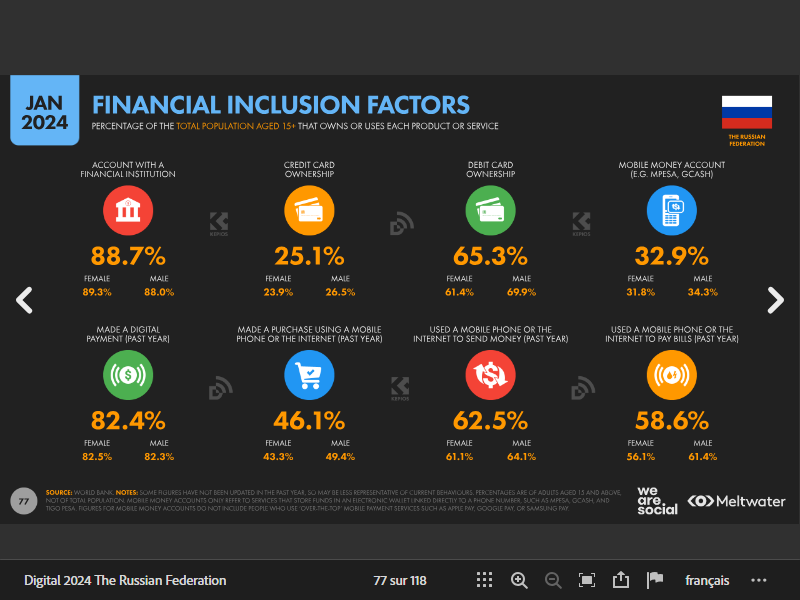 JAN
2024
FINANCIAL INCLUSION FACTORS
PERCENTAGE OF THE TOTAL POPULATION AGED 15+ THAT OWNS OR USES EACH PRODUCT OR SERVICE
THE RUSSIAN
FEDERATION
ACCOUNT WITH A
FINANCIAL INSTITUTION
88.7%
FEMALE MALE
89.3% 88.0%
CREDIT CARD
OWNERSHIP
25.1%
FEMALE MALE
23.9% 26.5%
DEBIT CARD
OWNERSHIP
65.3%
FEMALE MALE
61.4% 69.9%
MOBILE MONEY ACCOUNT
(E.G. MPESA, GCASH)
32.9%
FEMALE MALE
31.8% 34.3%
KEPIOS
KEPIOS
MADE A DIGITAL
PAYMENT (PAST YEAR)
82.4%
FEMALE MALE
82.5% 82.3%
MADE A PURCHASE USING A MOBILE
PHONE OR THE INTERNET (PAST YEAR)
46.1%
FEMALE MALE
43.3% 49.4%
USED A MOBILE PHONE OR THE
INTERNET TO SEND MONEY (PAST YEAR)
62.5%
FEMALE MALE
61.1% 64.1%
USED A MOBILE PHONE OR THE
INTERNET TO PAY BILLS (PAST YEAR)
58.6%
FEMALE MALE
56.1% 61.4%
KEPIOS
77
SOURCE: WORLD BANK. NOTES: SOME FIGURES HAVE NOT BEEN UPDATED IN THE PAST YEAR, SO MAY BE LESS REPRESENTATIVE OF CURRENT BEHAVIOURS. PERCENTAGES ARE OF ADULTS AGED 15 AND ABOVE,
NOT OF TOTAL POPULATION. MOBILE MONEY ACCOUNTS ONLY REFER TO SERVICES THAT STORE FUNDS IN AN ELECTRONIC WALLET LINKED DIRECTLY TO A PHONE NUMBER, SUCH AS MPESA, GCASH, AND
TIGO PESA. FIGURES FOR MOBILE MONEY ACCOUNTS DO NOT INCLUDE PEOPLE WHO USE 'OVER-THE-TOP' MOBILE PAYMENT SERVICES SUCH AS APPLE PAY, GOOGLE PAY, OR SAMSUNG PAY.
we
are.
social
Meltwater
Digital 2024 The Russian Federation
77 sur 118
français